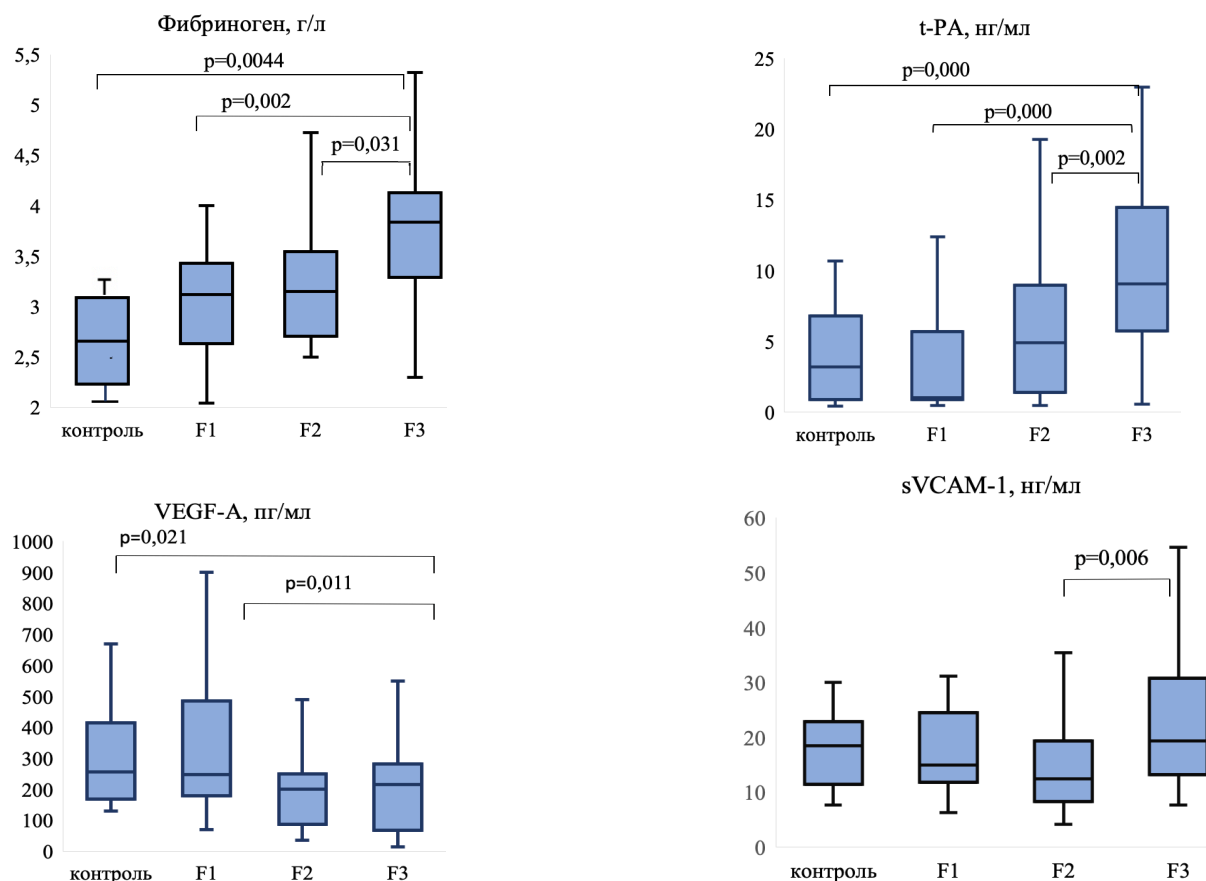 Фибриноген, г/л
5,5
5
4,5
4
3,5
3
2,5
2
p=0,0044
p=0,002
p=0,031
контроль F1 F2 F3
t-PA, нг/мл
25
20
15
10
5
0
p=0,000
p=0,000
p=0,002
контроль F1 F2 F3
VEGF-A, пг/мл
1000
900
800
700
600
500
400
300
200
100
0
p=0,021
p=0,011
контроль F1 F2 F3
sVCAM-1, нг/мл
60
50
40
30
20
10
0
p=0,006
контроль F1 F2 F3